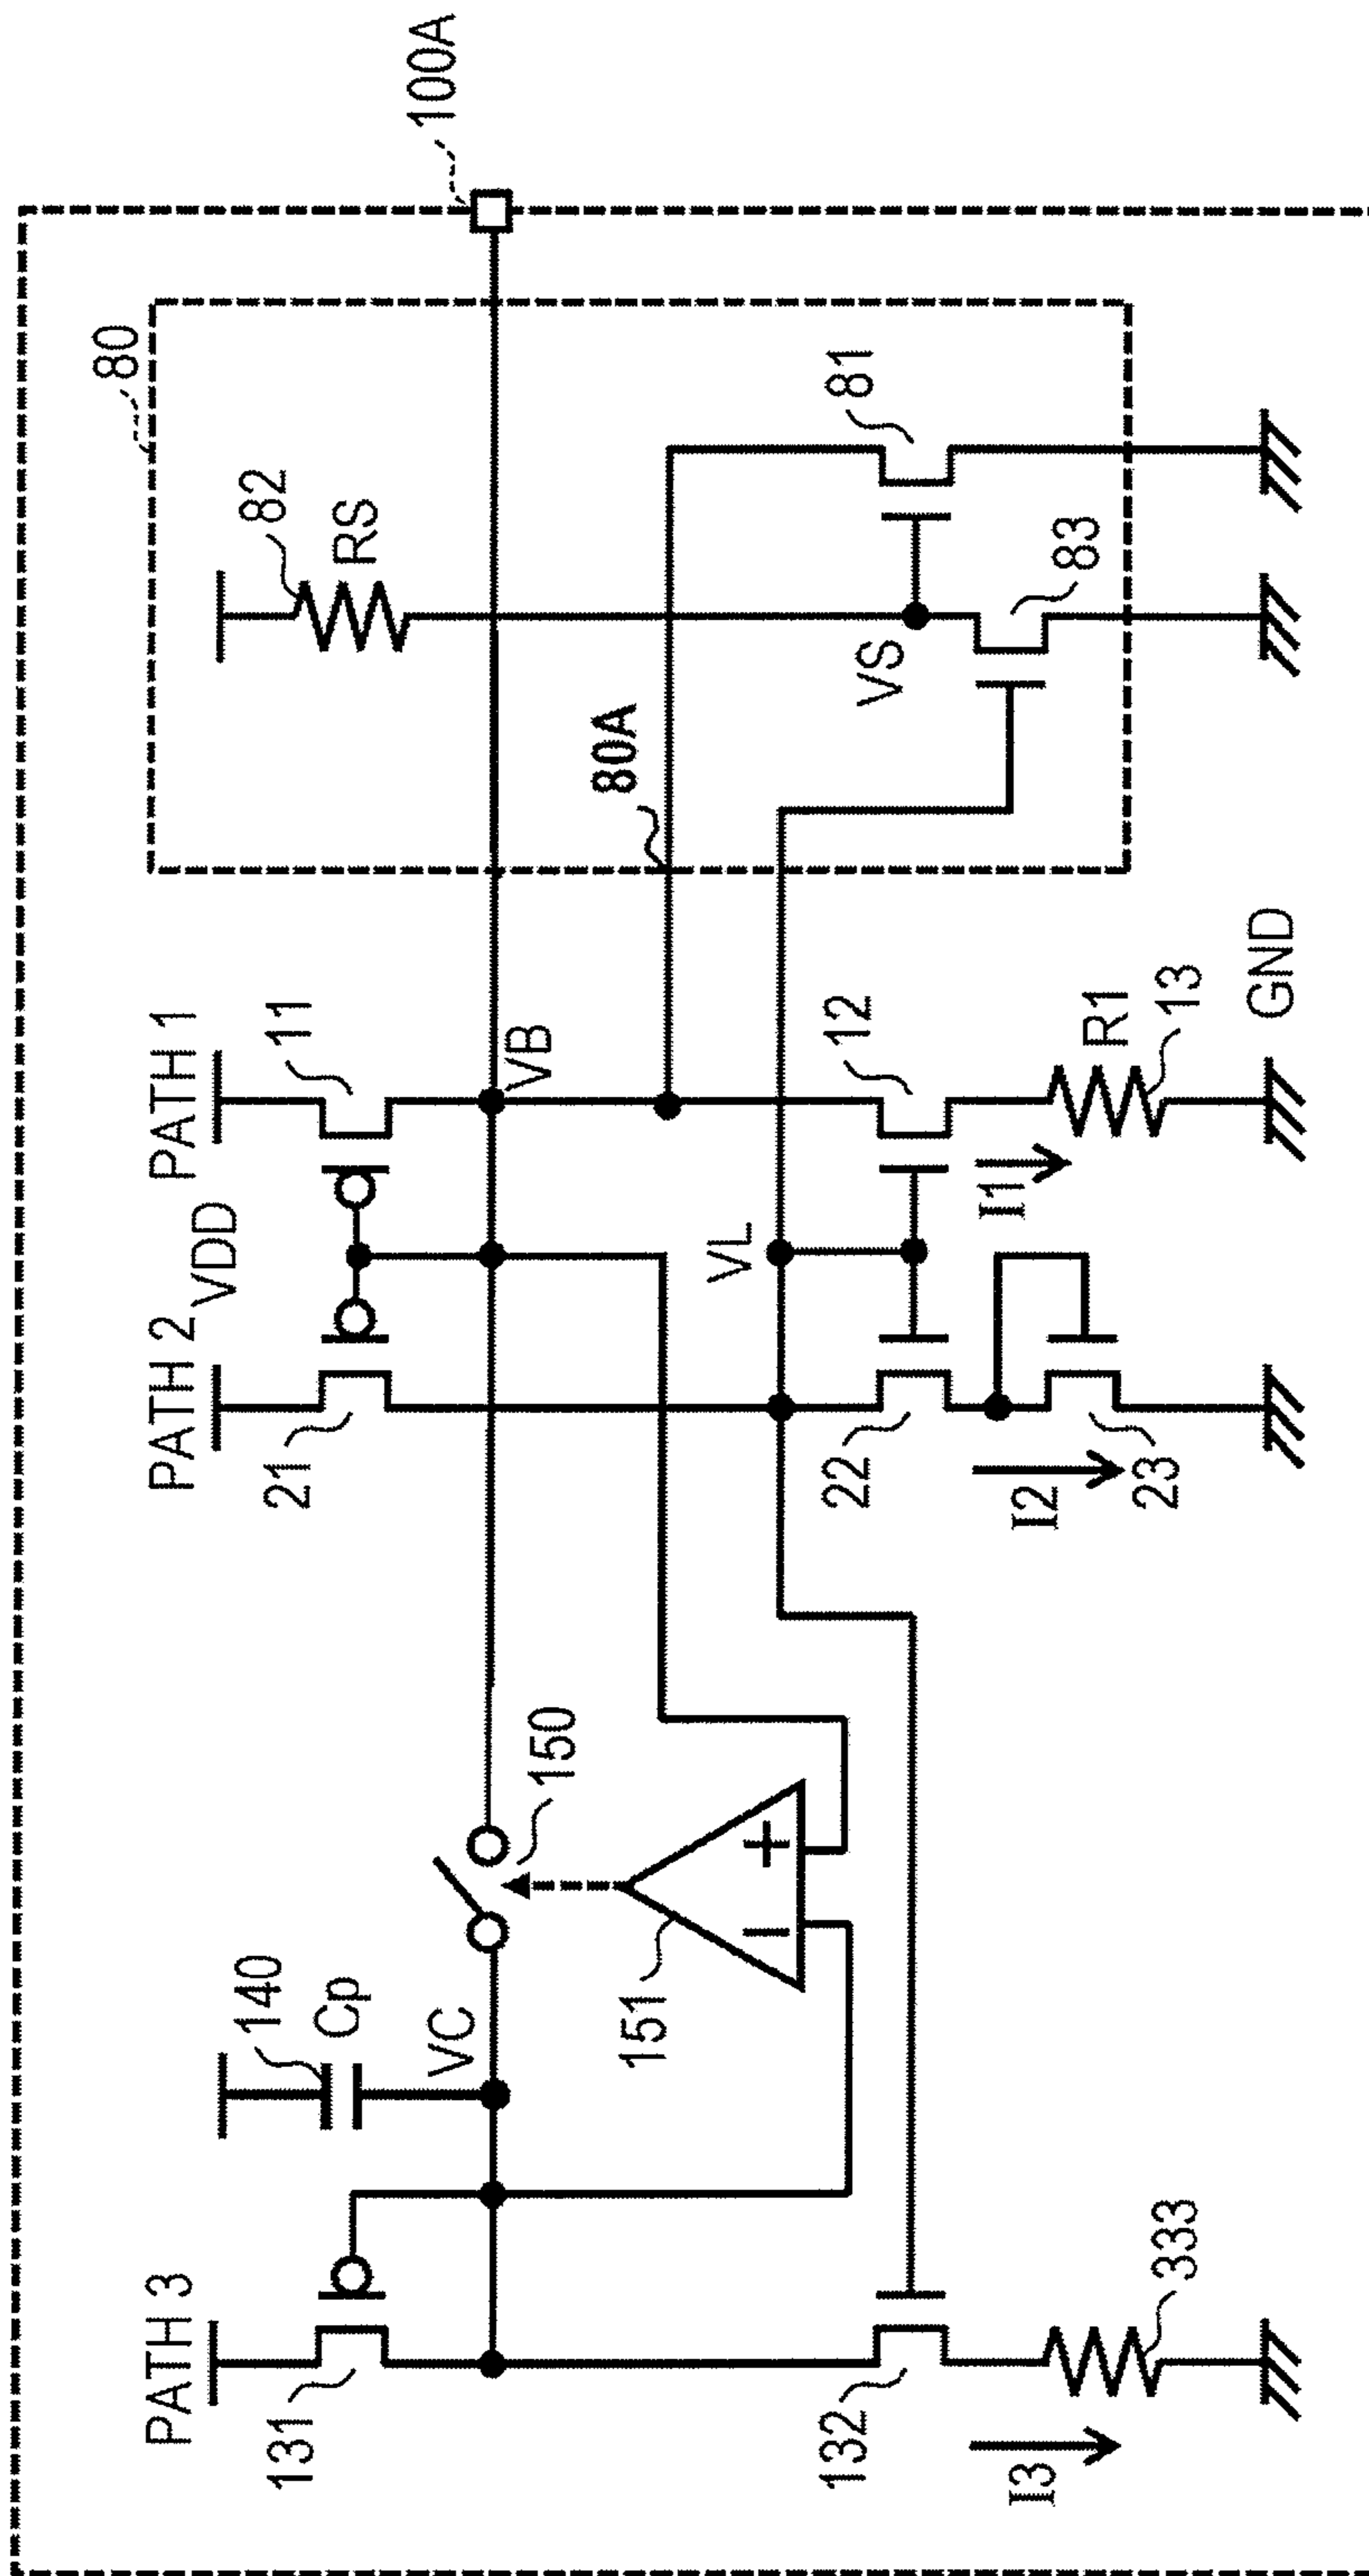 100A
80
82
RS
81
83
VS
80A
PATH 1
11
VB
12
R1
13
GND
I1
VDD
VL
PATH 2
21
22
I2
23
150
151
+
−
140
Cp
VC
PATH 3
131
132
I3
333